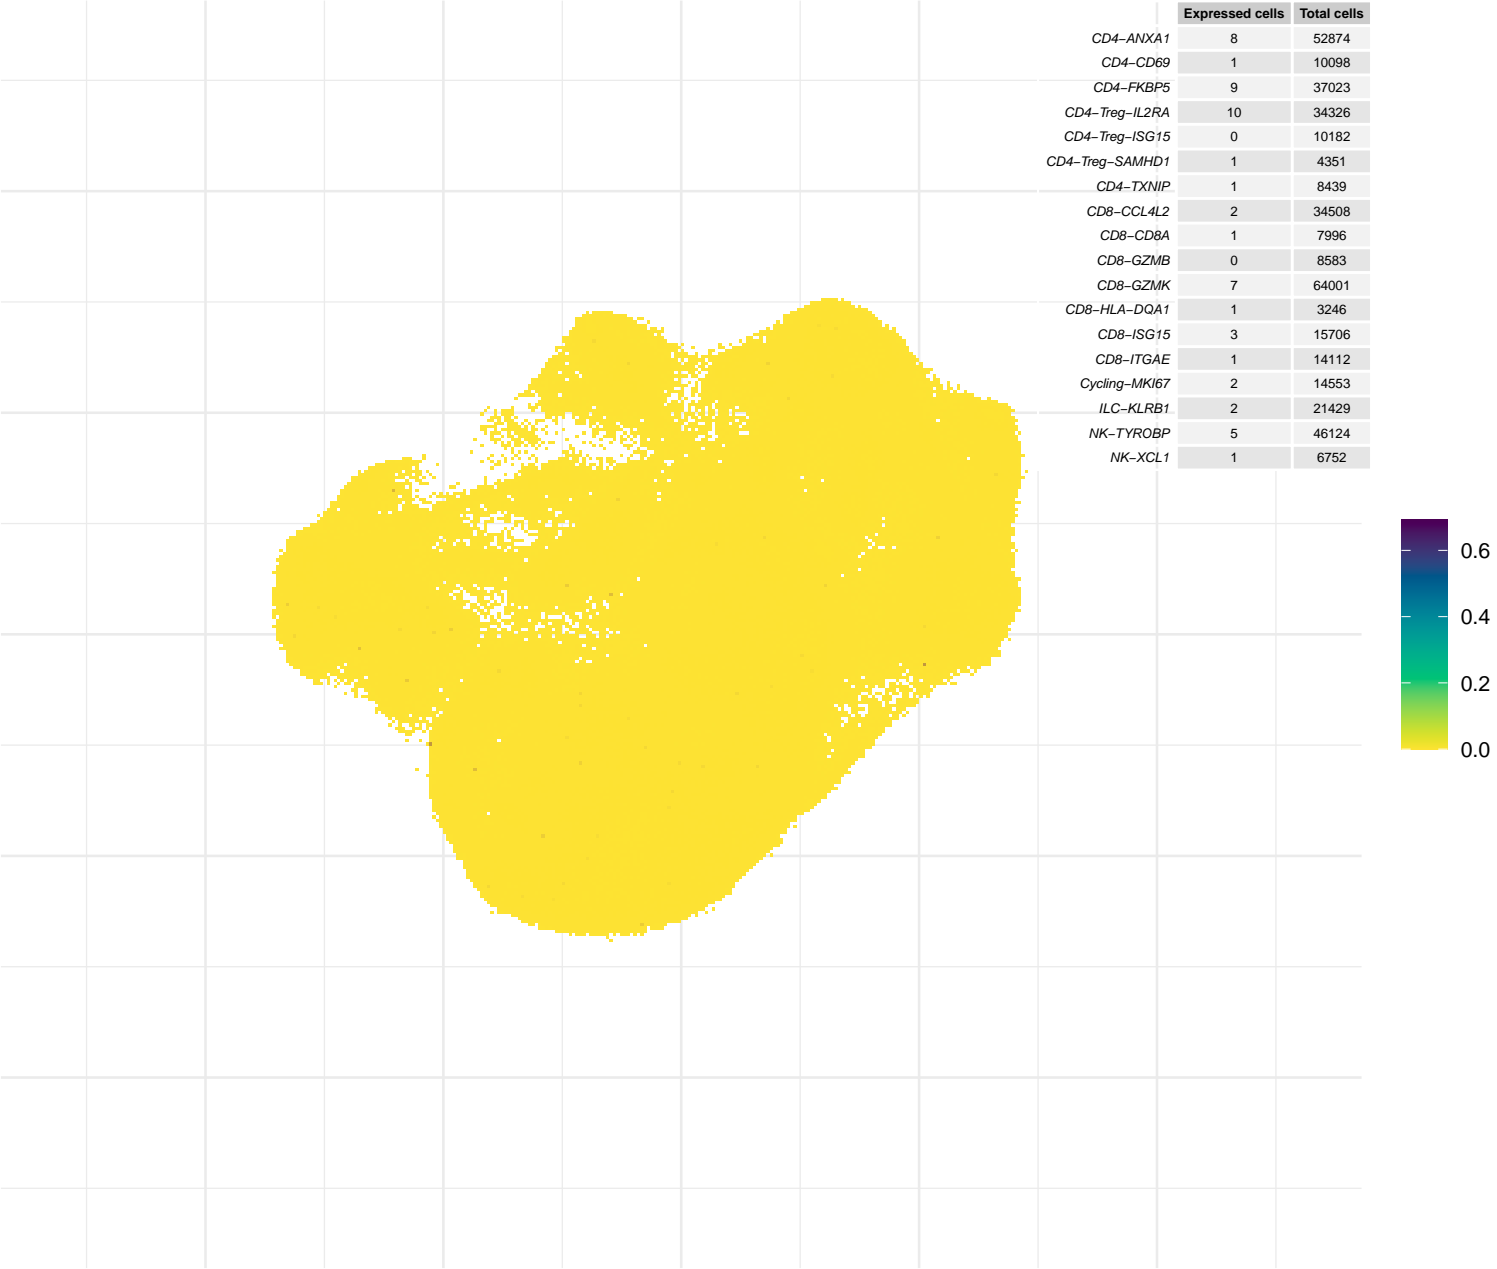 Expressed cells Total cells
CD4−ANXA1 8 52874
CD4−CD69 1 10098
CD4−FKBP5 9 37023
CD4−Treg−IL2RA 10 34326
CD4−Treg−ISG15 0 10182
CD4−Treg−SAMHD1 1 4351
CD4−TXNIP 1 8439
CD8−CCL4L2 2 34508
CD8−CD8A 1 7996
CD8−GZMB 0 8583
CD8−GZMK 7 64001
CD8−HLA−DQA1 1 3246
CD8−ISG15 3 15706
CD8−ITGAE 1 14112
Cycling−MKI67 2 14553
ILC−KLRB1 2 21429
NK−TYROBP 5 46124
NK−XCL1 1 6752
0.6
0.4
0.2
0.0